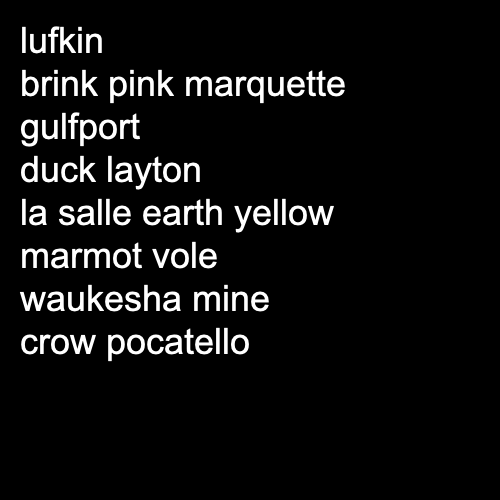 lufkin
brink pink marquette
gulfport
duck layton
la salle earth yellow
marmot vole
waukesha mine
crow pocatello